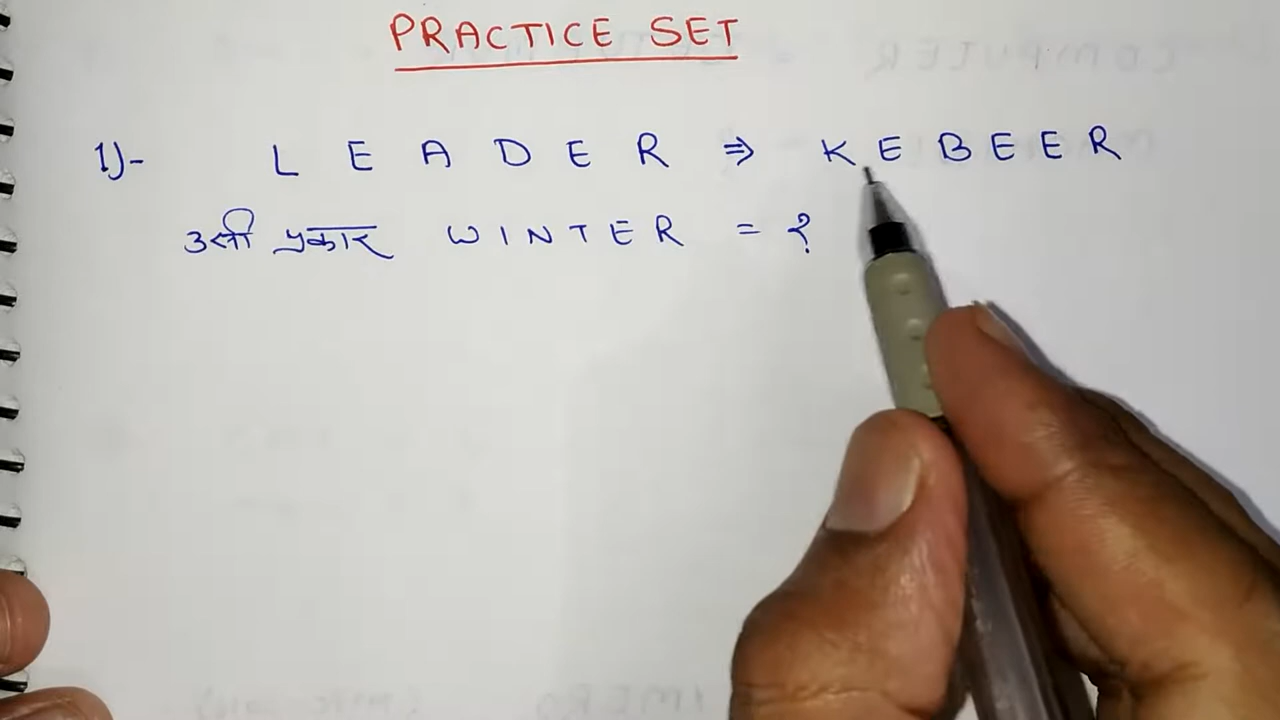 PRACTICE SET
1)- L E A D E R ⇒ K E B E E R
उसी प्रकार W I N T E R = ?